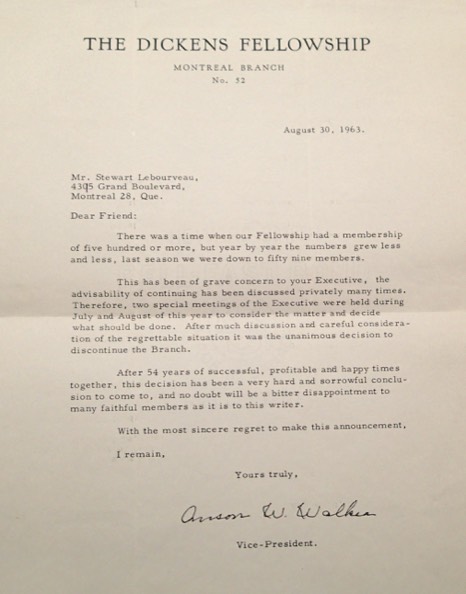 THE DICKENS FELLOWSHIP
MONTREAL BRANCH
No. 52
August 30, 1963.
Mr. Stewart Lebourveau,
4305 Grand Boulevard,
Montreal 28, Que.
Dear Friend:
There was a time when our Fellowship had a membership
of five hundred or more, but year by year the numbers grew less
and less, last season we were down to fifty nine members.
This has been of grave concern to your Executive, the
advisability of continuing has been discussed privately many times.
Therefore, two special meetings of the Executive were held during
July and August of this year to consider the matter and decide
what should be done. After much discussion and careful considera-
tion of the regrettable situation it was the unanimous decision to
discontinue the Branch.
After 54 years of successful, profitable and happy times
together, this decision has been a very hard and sorrowful conclu-
sion to come to, and no doubt will be a bitter disappointment to
many faithful members as it is to this writer.
With the most sincere regret to make this announcement,
I remain,
Yours truly,
Anson W. Walker
Vice-President.